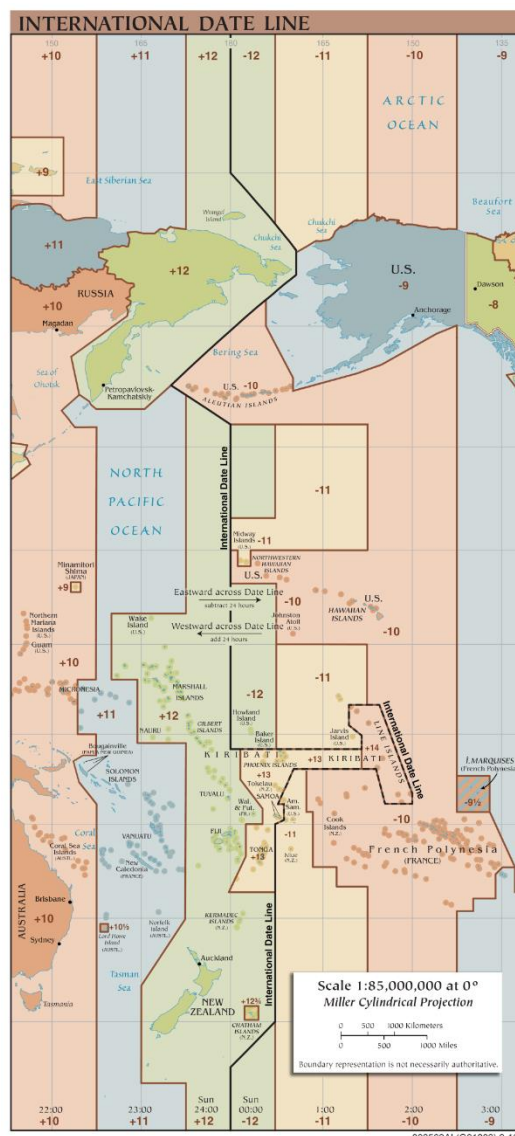 INTERNATIONAL DATE LINE
150 165 180 165 150 135
+10 +11 +12 -12 -11 -10 -9
ARCTIC
OCEAN
+9
East Siberian Sea
Wrangel
Island
Chukchi
Sea
Chukchi
Sea
Beaufort
Sea
+11
+12
U.S.
-9
Dawson
-8
+10
RUSSIA
Magadan
Anchorage
Sea of
Okhotsk
Bering Sea
Petropavlovsk-
Kamchatskiy
U.S. -10
ALEUTIAN ISLANDS
NORTH
PACIFIC
OCEAN
International Date Line
-11
Midway
Islands
(U.S.)
-11
NORTHWESTERN
HAWAIIAN
ISLANDS
U.S.
Minamitori
Shima
(JAPAN)
+9
Eastward across Date Line
subtract 24 hours
-10
U.S.
HAWAIIAN
ISLANDS
Northern
Mariana
Islands
(U.S.)
Guam
(U.S.)
Wake
Island
(U.S.)
Westward across Date Line
add 24 hours
Johnston
Atoll
(U.S.)
-10
+10
MICRONESIA
MARSHALL
ISLANDS
-12
-11
+11
+12
NAURU
GILBERT
ISLANDS
Howland
Island
(U.S.)
Baker
Island
(U.S.)
Jarvis
Island
(U.S.)
+14
LINE ISLANDS
International Date Line
Bougainville
(PAPUA NEW GUINEA)
KIRIBATI
PHOENIX ISLANDS
+13
+13
KIRIBATI
I. MARQUISES
(French Polynesia)
-9½
SOLOMON
ISLANDS
TUVALU
Tokelau
(N.Z.)
SAMOA
Wal. &
Fut.
(FR.)
Am.
Sam.
(U.S.)
-10
Coral
Sea
Coral Sea
Islands
(AUSTL.)
VANUATU
FIJI
-11
Cook
Islands
(N.Z.)
French Polynesia
(FRANCE)
New
Caledonia
(FRANCE)
TONGA
+13
Niue
(N.Z.)
AUSTRALIA
+10
Brisbane
Sydney
+10½
Lord Howe
Island
(AUSTL.)
Norfolk
Island
(AUSTL.)
KERMADEC
ISLANDS
(N.Z.)
International Date Line
Tasman
Sea
Auckland
Tasmania
NEW
ZEALAND
+12¾
CHATHAM
ISLANDS
(N.Z.)
Scale 1:85,000,000 at 0°
Miller Cylindrical Projection
0 500 1000 Kilometers
0 500 1000 Miles
Boundary representation is not necessarily authoritative.
Sun Sun
22:00 23:00 24:00 00:00 1:00 2:00 3:00
+10 +11 +12 -12 -11 -10 -9